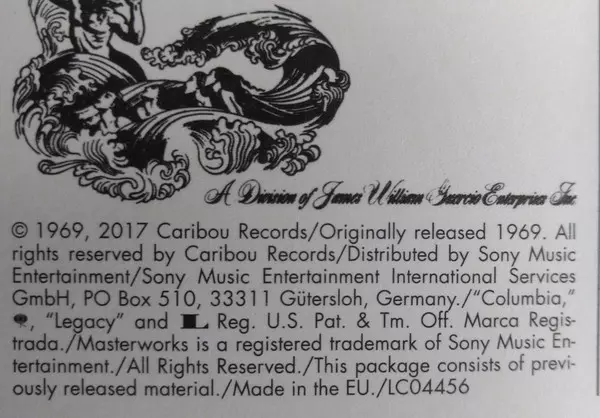 A Division of James William Guercio Enterprises Inc.
© 1969, 2017 Caribou Records/Originally released 1969. All
rights reserved by Caribou Records/Distributed by Sony Music
Entertainment/Sony Music Entertainment International Services
GmbH, PO Box 510, 33311 Gütersloh, Germany./"Columbia,"
, "Legacy" and L Reg. U.S. Pat. & Tm. Off. Marca Regis-
trada./Masterworks is a registered trademark of Sony Music En-
tertainment./All Rights Reserved./This package consists of previ-
ously released material./Made in the EU./LC04456